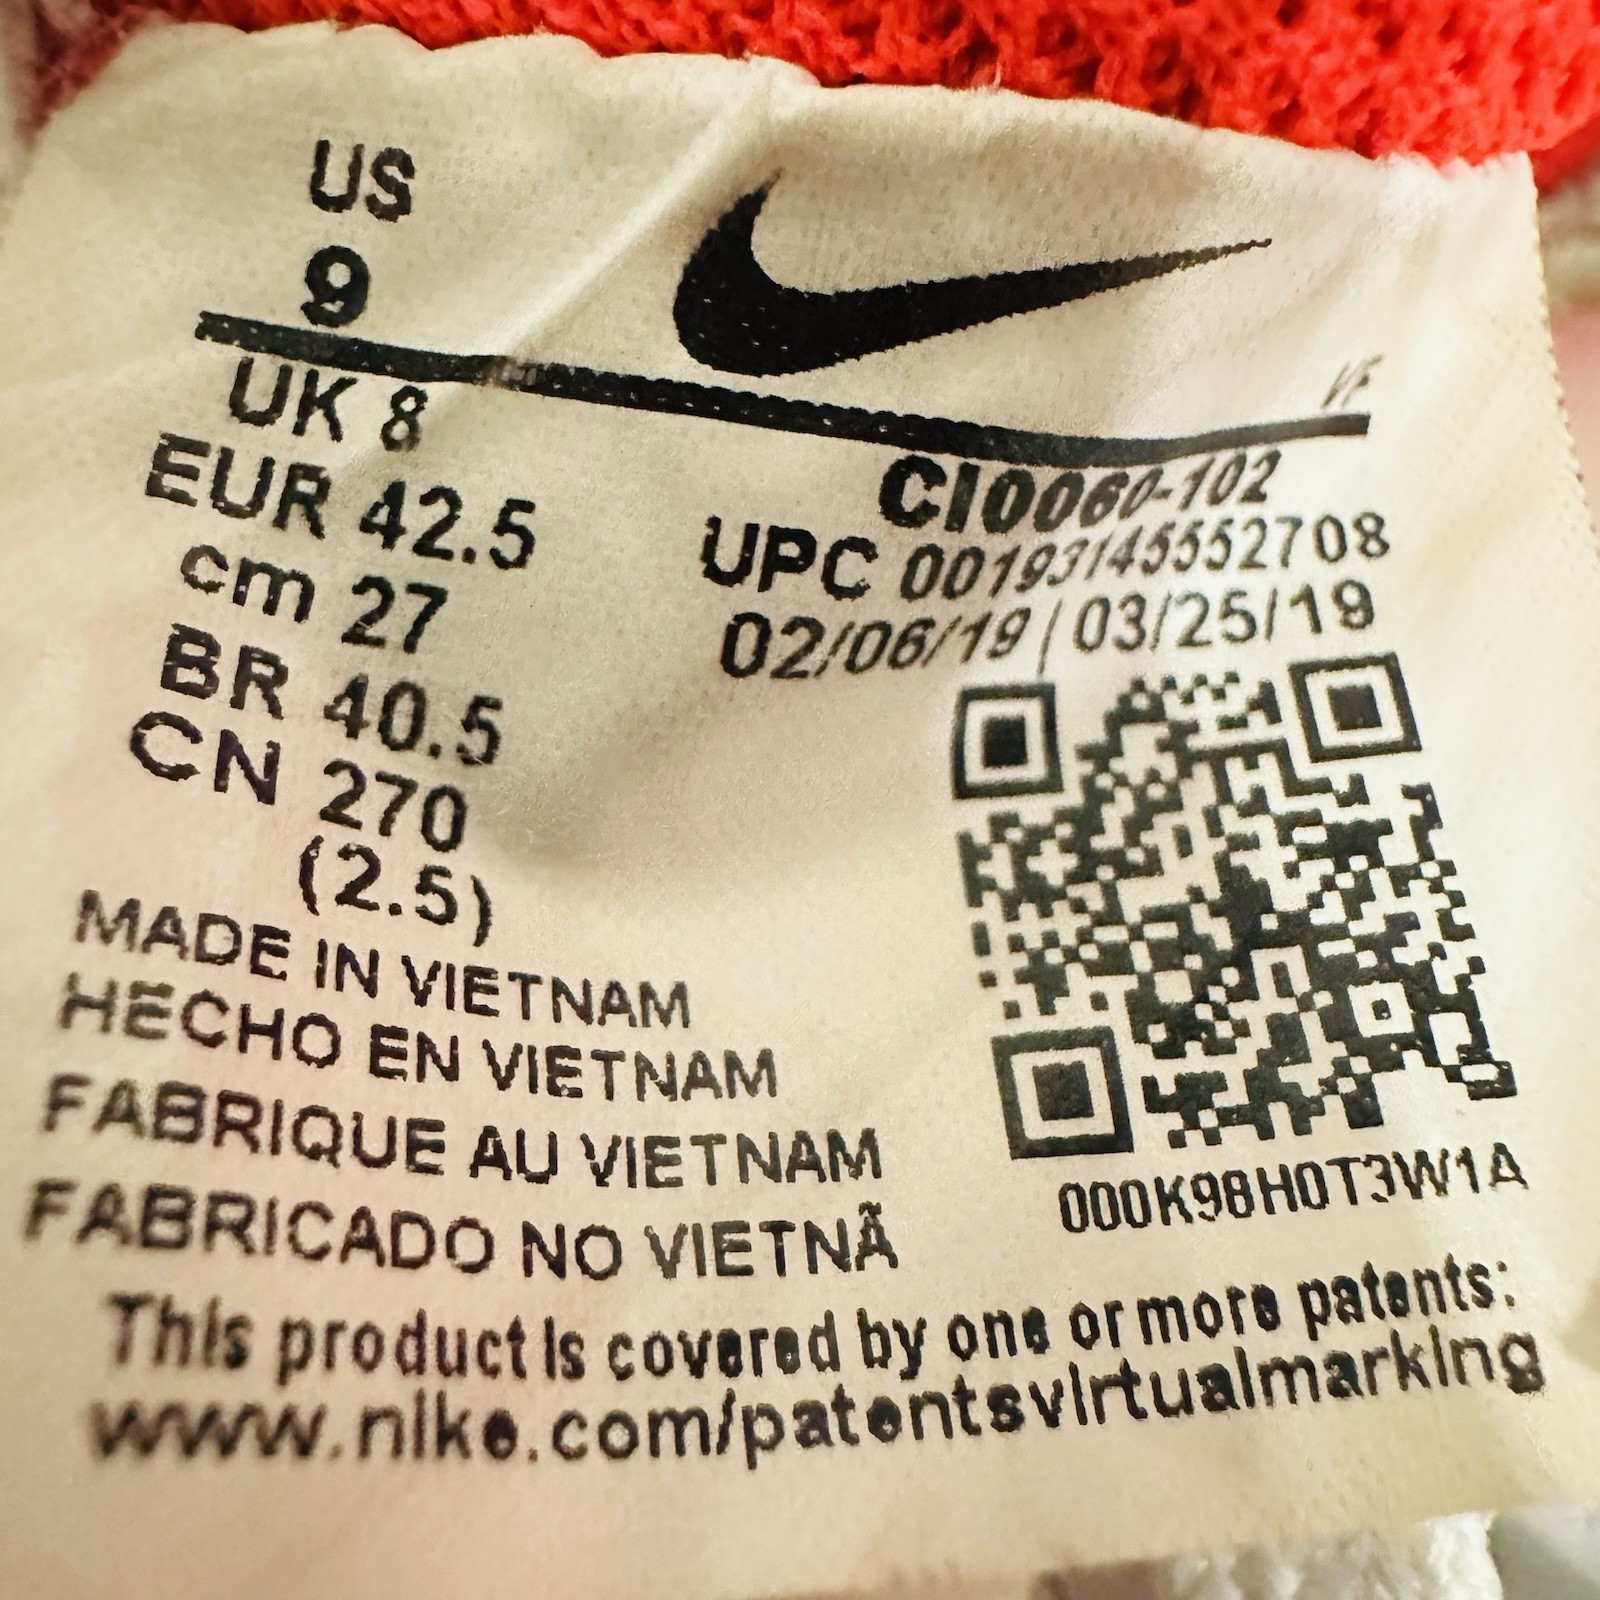 US
9
VF
UK 8
EUR 42.5
cm 27
BR 40.5
CN 270
(2.5)
CI0060-102
UPC 00193145552708
02/06/19 | 03/25/19
MADE IN VIETNAM
HECHO EN VIETNAM
FABRIQUE AU VIETNAM
FABRICADO NO VIETNÃ
000K98H0T3W1A
This product is covered by one or more patents:
www.nike.com/patentsvirtualmarking